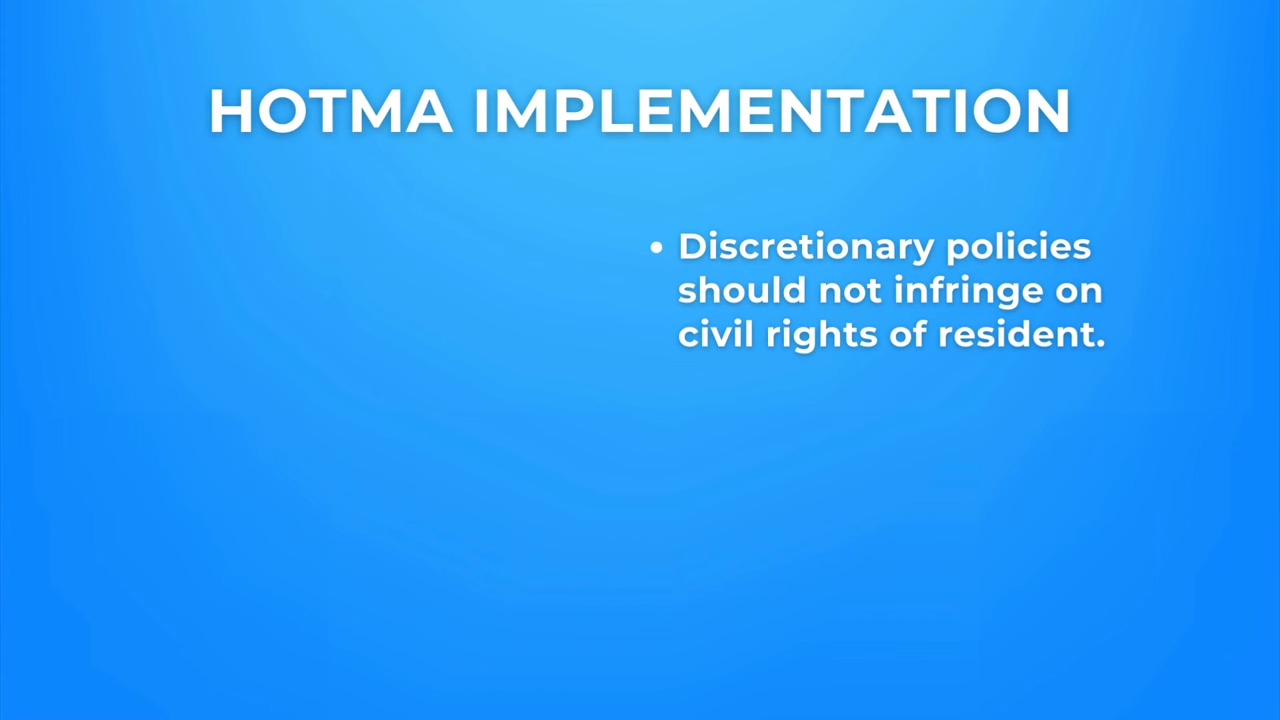 HOTMA IMPLEMENTATION
• Discretionary policies
should not infringe on
civil rights of resident.